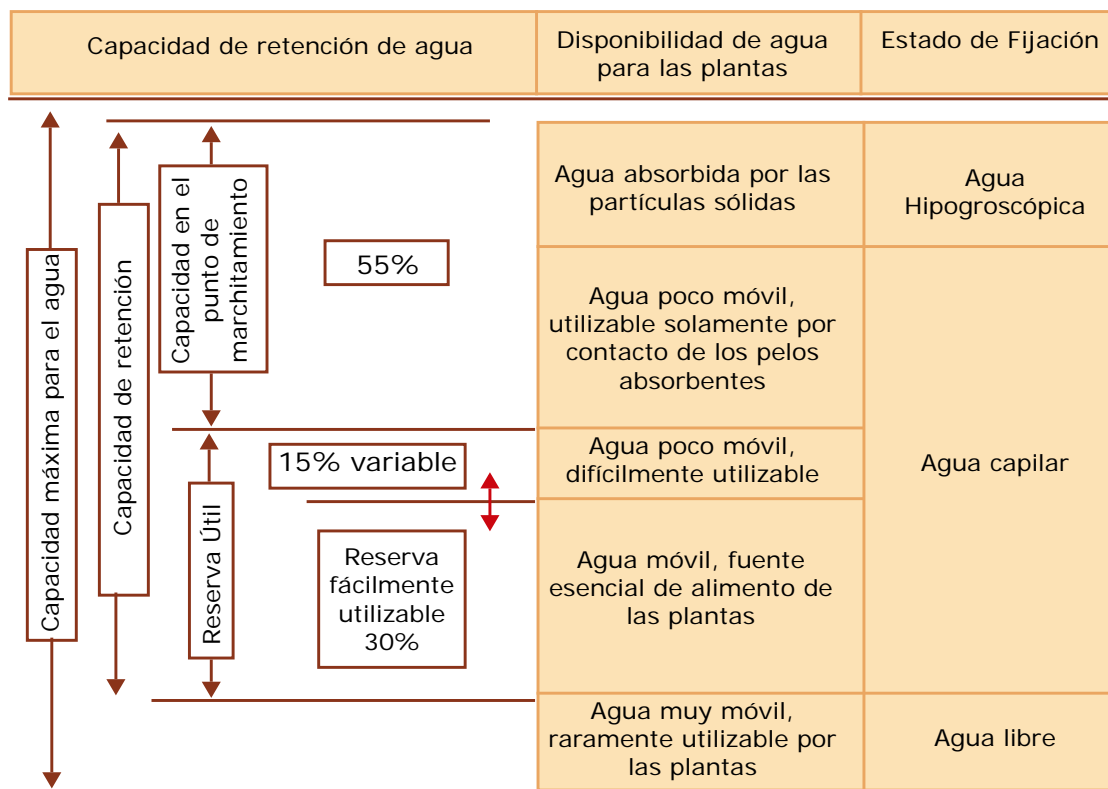 Capacidad de retención de agua
Disponibilidad de agua
para las plantas
Estado de Fijación
Capacidad máxima para el agua
Capacidad de retención
Capacidad en el
punto de
marchitamiento
55%
Agua absorbida por las
partículas sólidas
Agua
Hipogroscópica
Agua poco móvil,
utilizable solamente por
contacto de los pelos
absorbentes
Reserva Útil
15% variable
Agua poco móvil,
difícilmente utilizable
Agua capilar
Reserva
fácilmente
utilizable
30%
Agua móvil, fuente
esencial de alimento de
las plantas
Agua muy móvil,
raramente utilizable por
las plantas
Agua libre